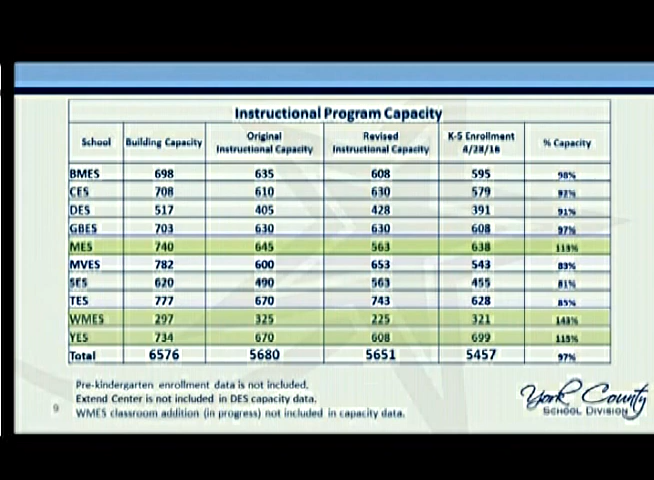 Instructional Program Capacity
School Building Capacity Original Instructional Capacity Revised Instructional Capacity K-5 Enrollment 4/28/16 % Capacity
BMES 698 635 608 595 98%
CES 708 610 630 579 92%
DES 517 405 428 391 91%
GBES 703 630 630 608 97%
MES 740 645 563 638 113%
MVES 782 600 653 543 83%
SES 620 490 563 455 81%
TES 777 670 743 628 85%
WMES 297 325 225 321 143%
YES 734 670 608 699 115%
Total 6576 5680 5651 5457 97%
Pre-kindergarten enrollment data is not included.
Extend Center is not included in DES capacity data.
WMES classroom addition (in progress) not included in capacity data.
9
York County
School Division